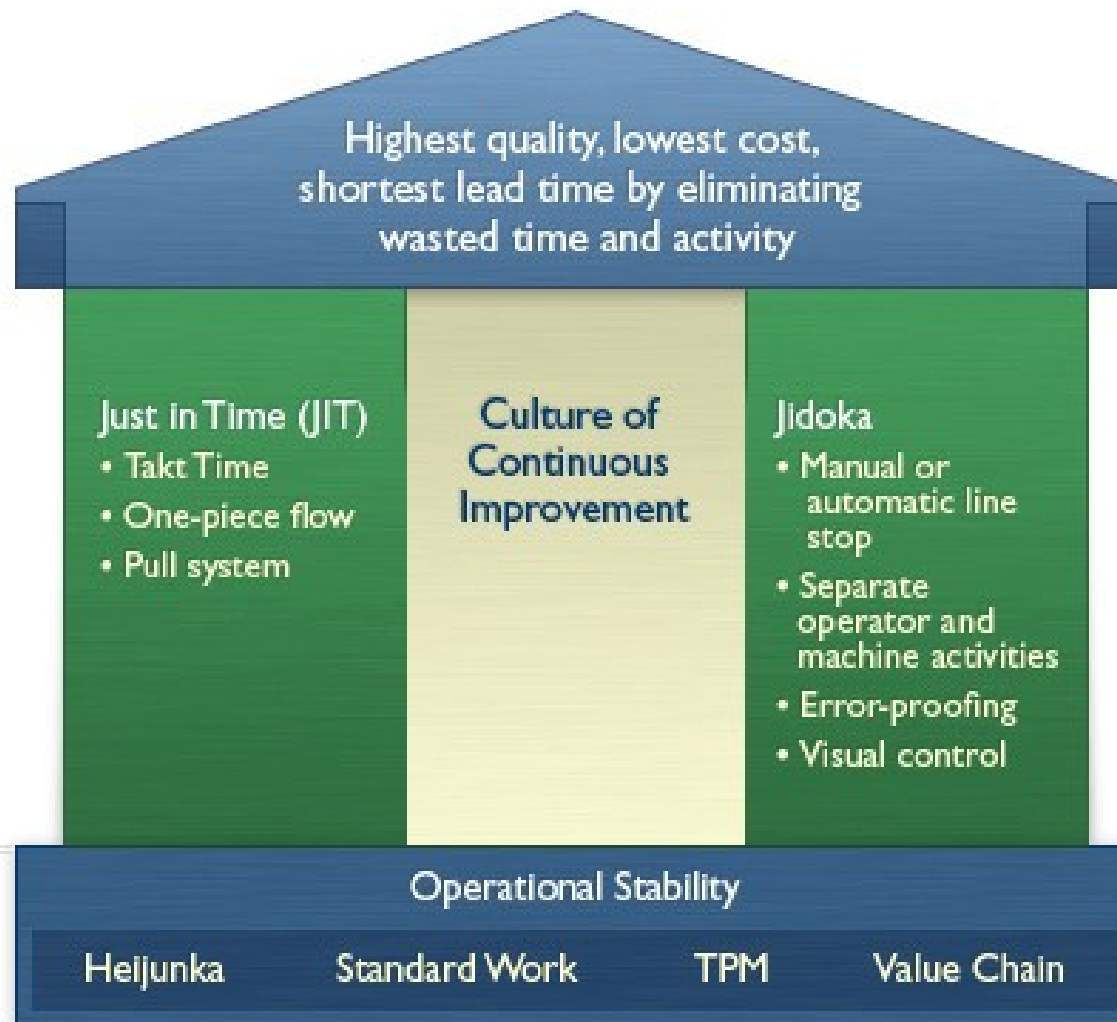 Highest quality, lowest cost,
shortest lead time by eliminating
wasted time and activity
Just in Time (JIT)
• Takt Time
• One-piece flow
• Pull system
Culture of
Continuous
Improvement
Jidoka
• Manual or
automatic line
stop
• Separate
operator and
machine activities
• Error-proofing
• Visual control
Operational Stability
Heijunka Standard Work TPM Value Chain